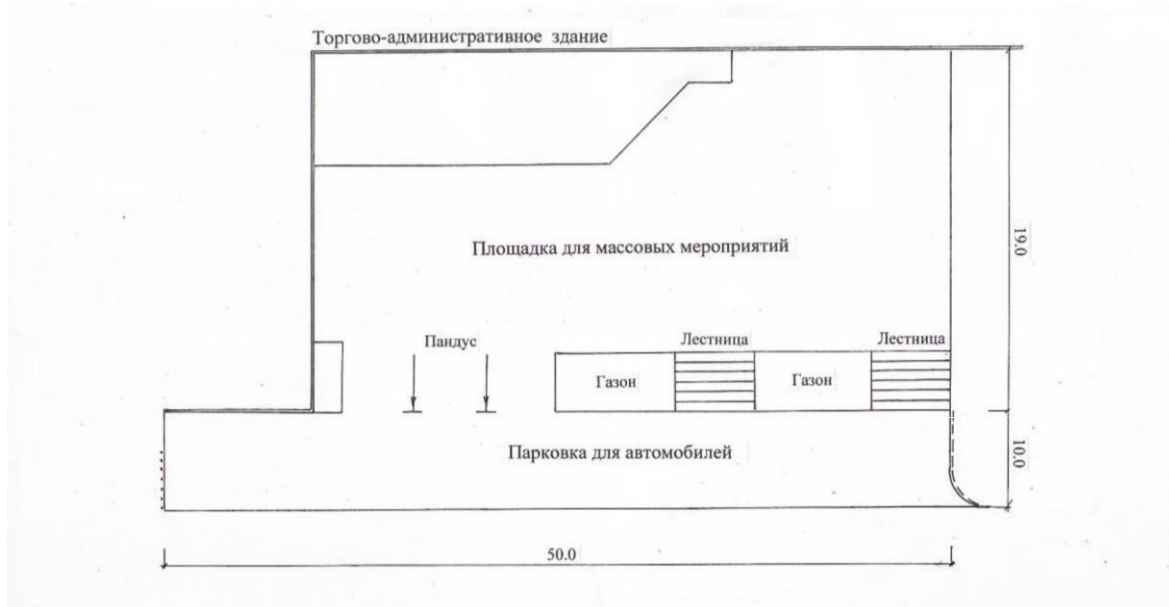 Торгово-административное здание
Площадка для массовых мероприятий
19.0
Пандус
Лестница
Лестница
Газон
Газон
Парковка для автомобилей
10.0
50.0